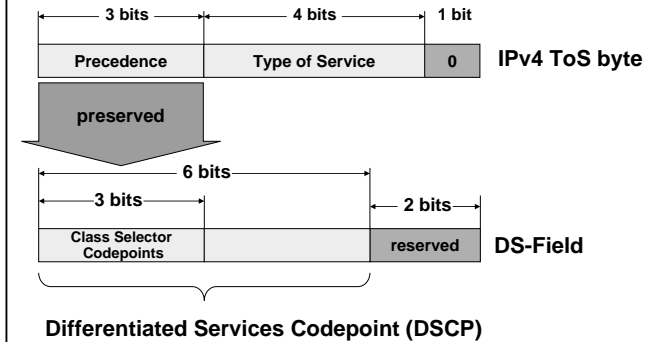 3 bits 4 bits 1 bit
Precedence Type of Service 0 IPv4 ToS byte
preserved
6 bits
3 bits 2 bits
Class Selector
Codepoints
reserved DS-Field
Differentiated Services Codepoint (DSCP)